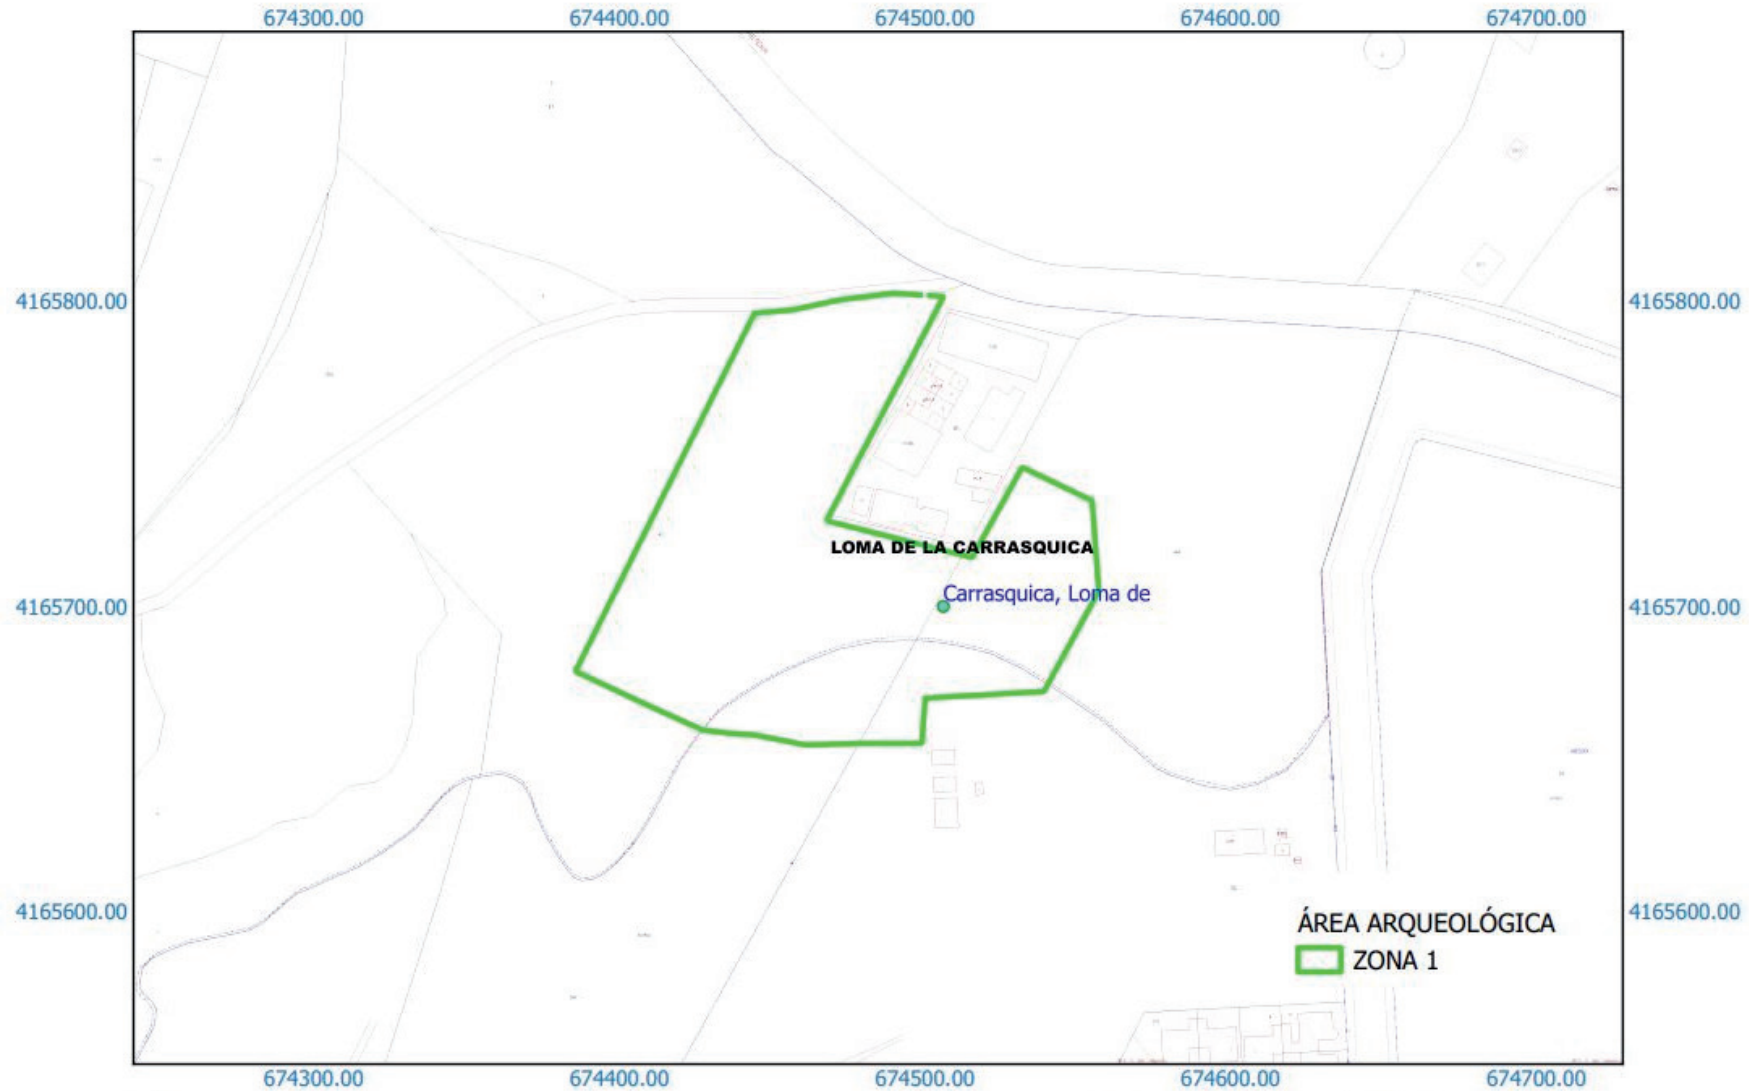 674300.00 674400.00 674500.00 674600.00 674700.00
4165800.00 4165800.00
LOMA DE LA CARRASQUICA
Carrasquica, Loma de
4165700.00 4165700.00
4165600.00 4165600.00
ÁREA ARQUEOLÓGICA
ZONA 1
674300.00 674400.00 674500.00 674600.00 674700.00